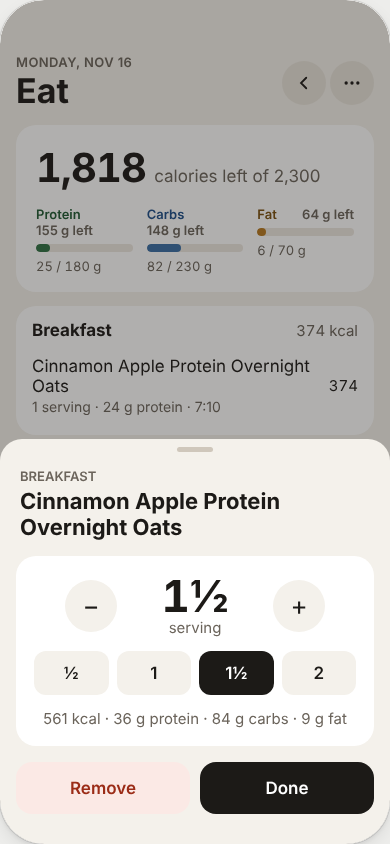 MONDAY, NOV 16
Eat
1,818 calories left of 2,300
Protein
155 g left
25 / 180 g
Carbs
148 g left
82 / 230 g
Fat 64 g left
6 / 70 g
Breakfast 374 kcal
Cinnamon Apple Protein Overnight
Oats 374
1 serving · 24 g protein · 7:10
BREAKFAST
Cinnamon Apple Protein
Overnight Oats
− 1½ +
serving
½ 1 1½ 2
561 kcal · 36 g protein · 84 g carbs · 9 g fat
Remove Done